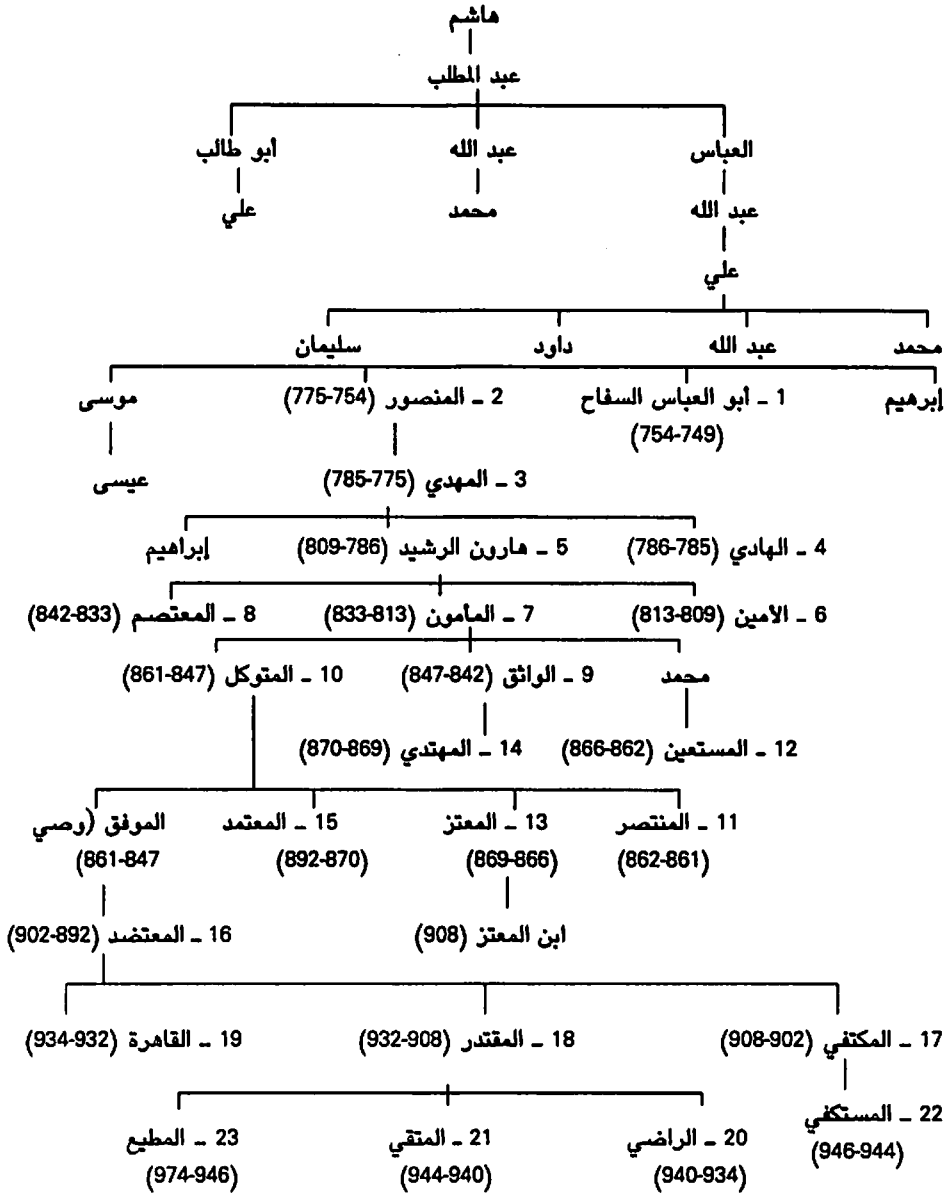 هاشم
عبد المطلب
العباس عبد الله أبو طالب
عبد الله محمد علي
علي
محمد عبد الله داود سليمان
إبرهيم 1 ـ أبو العباس السفاح 2 ـ المنصور (754-775) موسى
(749-754)
3 ـ المهدي (775-785) عيسى
4 ـ الهادي (785-786) 5 ـ هارون الرشيد (786-809) إبراهيم
6 ـ الأمين (809-813) 7 ـ المأمون (813-833) 8 ـ المعتصم (833-842)
محمد 9 ـ الواثق (842-847) 10 ـ المتوكل (847-861)
12 ـ المستعين (862-866) 14 ـ المهتدي (869-870)
11 ـ المنتصر 13 ـ المعتز 15 ـ المعتمد الموفق (وصي
(861-862) (866-869) (870-892) 847-861)
ابن المعتز (908) 16 ـ المعتضد (892-902)
17 ـ المكتفي (902-908) 18 ـ المقتدر (908-932) 19 ـ القاهرة (932-934)
22 ـ المستكفي
(944-946)
20 ـ الراضي 21 ـ المتقي 23 ـ المطيع
(934-940) (940-944) (946-974)